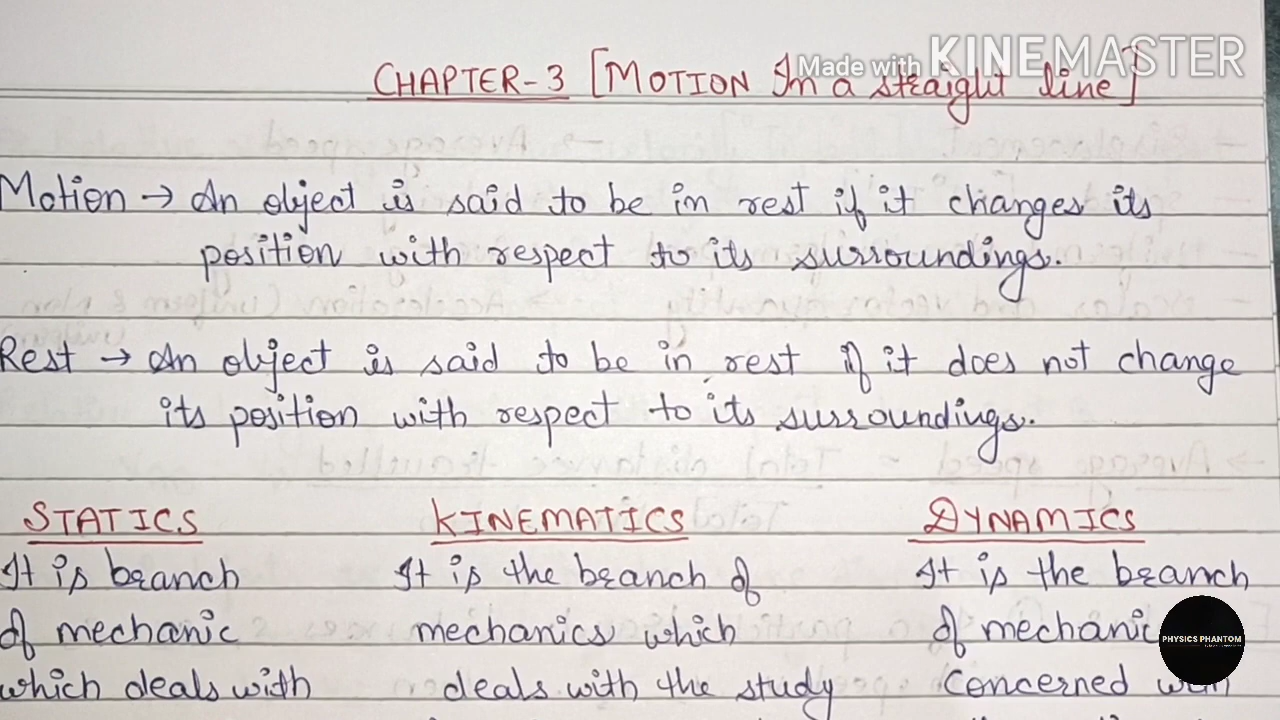 Made with KINEMASTER
CHAPTER-3 [MOTION In a straight line]
Motion → An object is said to be in rest if it changes its
position with respect to its surroundings.
Rest → An object is said to be in rest if it does not change
its position with respect to its surroundings.
STATICS KINEMATICS DYNAMICS
It is branch It is the branch of It is the branch
of mechanic mechanics which of mechanic
which deals with deals with the study concerned with
PHYSICS PHANTOM